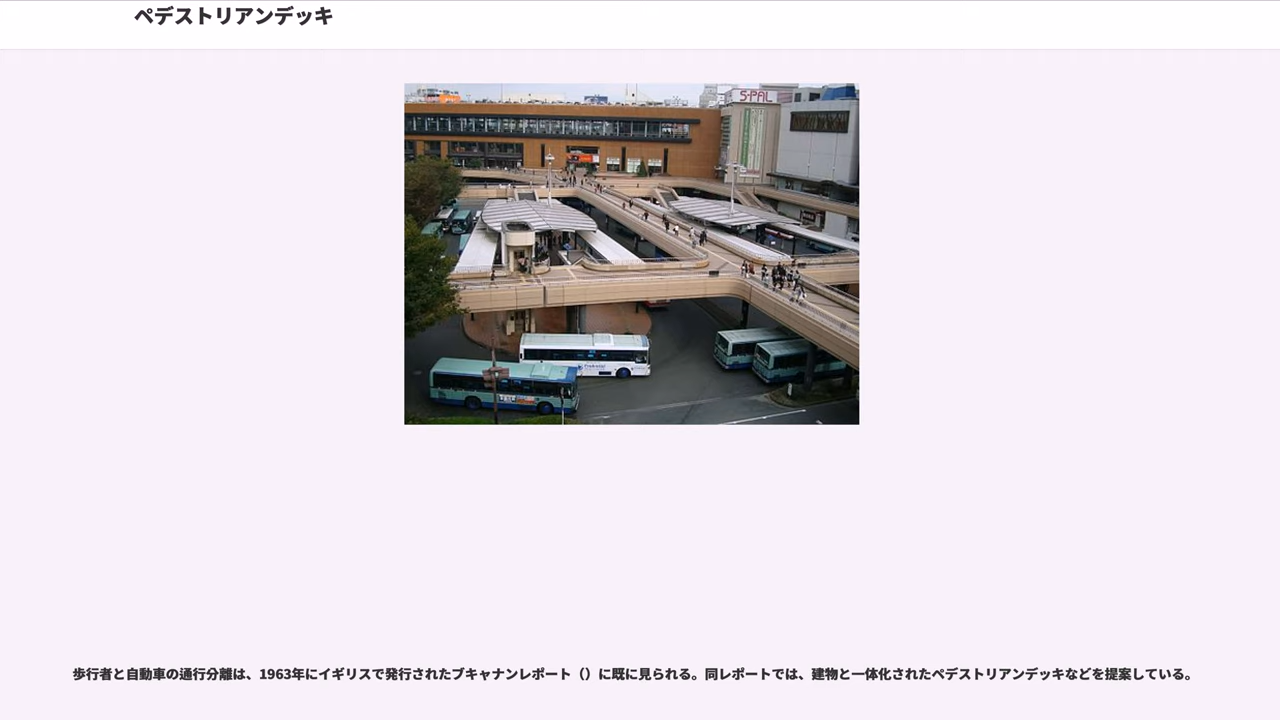 ペデストリアンデッキ
S-PAL
歩行者と自動車の通行分離は、1963年にイギリスで発行されたブキャナンレポート（）に既に見られる。同レポートでは、建物と一体化されたペデストリアンデッキなどを提案している。